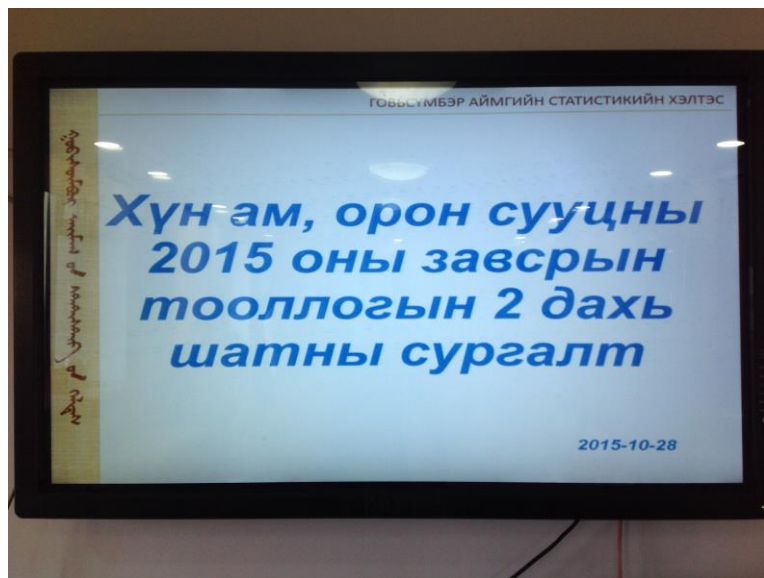 ГОВЬСҮМБЭР АЙМГИЙН СТАТИСТИКИЙН ХЭЛТЭС
Хүн ам, орон сууцны
2015 оны завсрын
тооллогын 2 дахь
шатны сургалт
2015-10-28